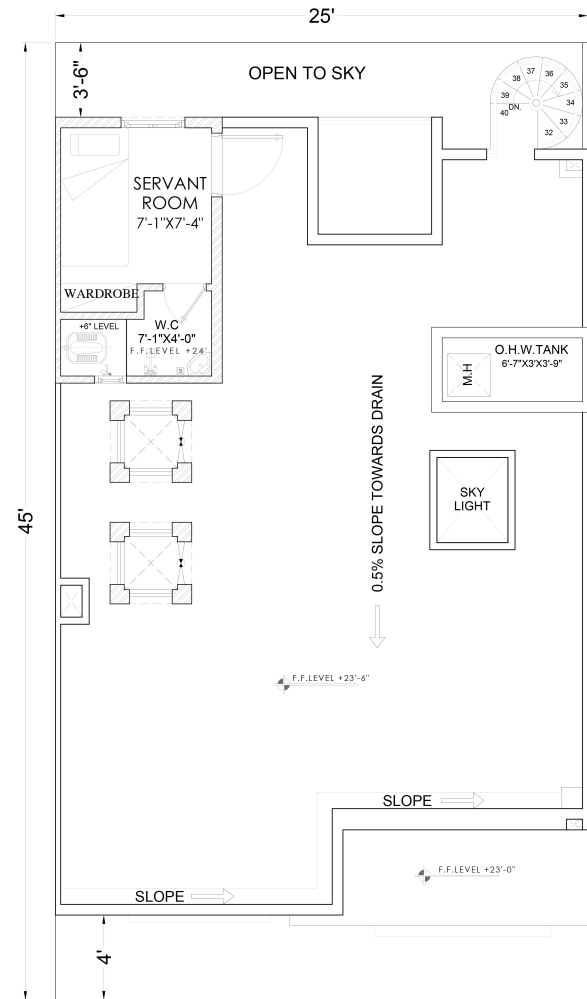 25'
3'-6"
OPEN TO SKY
37
36
38
35
39
DN.
34
40
33
32
SERVANT
ROOM
7'-1"X7'-4"
WARDROBE
+6" LEVEL
W.C
7'-1"X4'-0"
F.F.LEVEL +24'
O.H.W.TANK
6'-7"X3'X3'-9"
M.H
0.5% SLOPE TOWARDS DRAIN
SKY
LIGHT
45'
F.F.LEVEL +23'-6"
SLOPE
F.F.LEVEL +23'-0"
SLOPE
4'